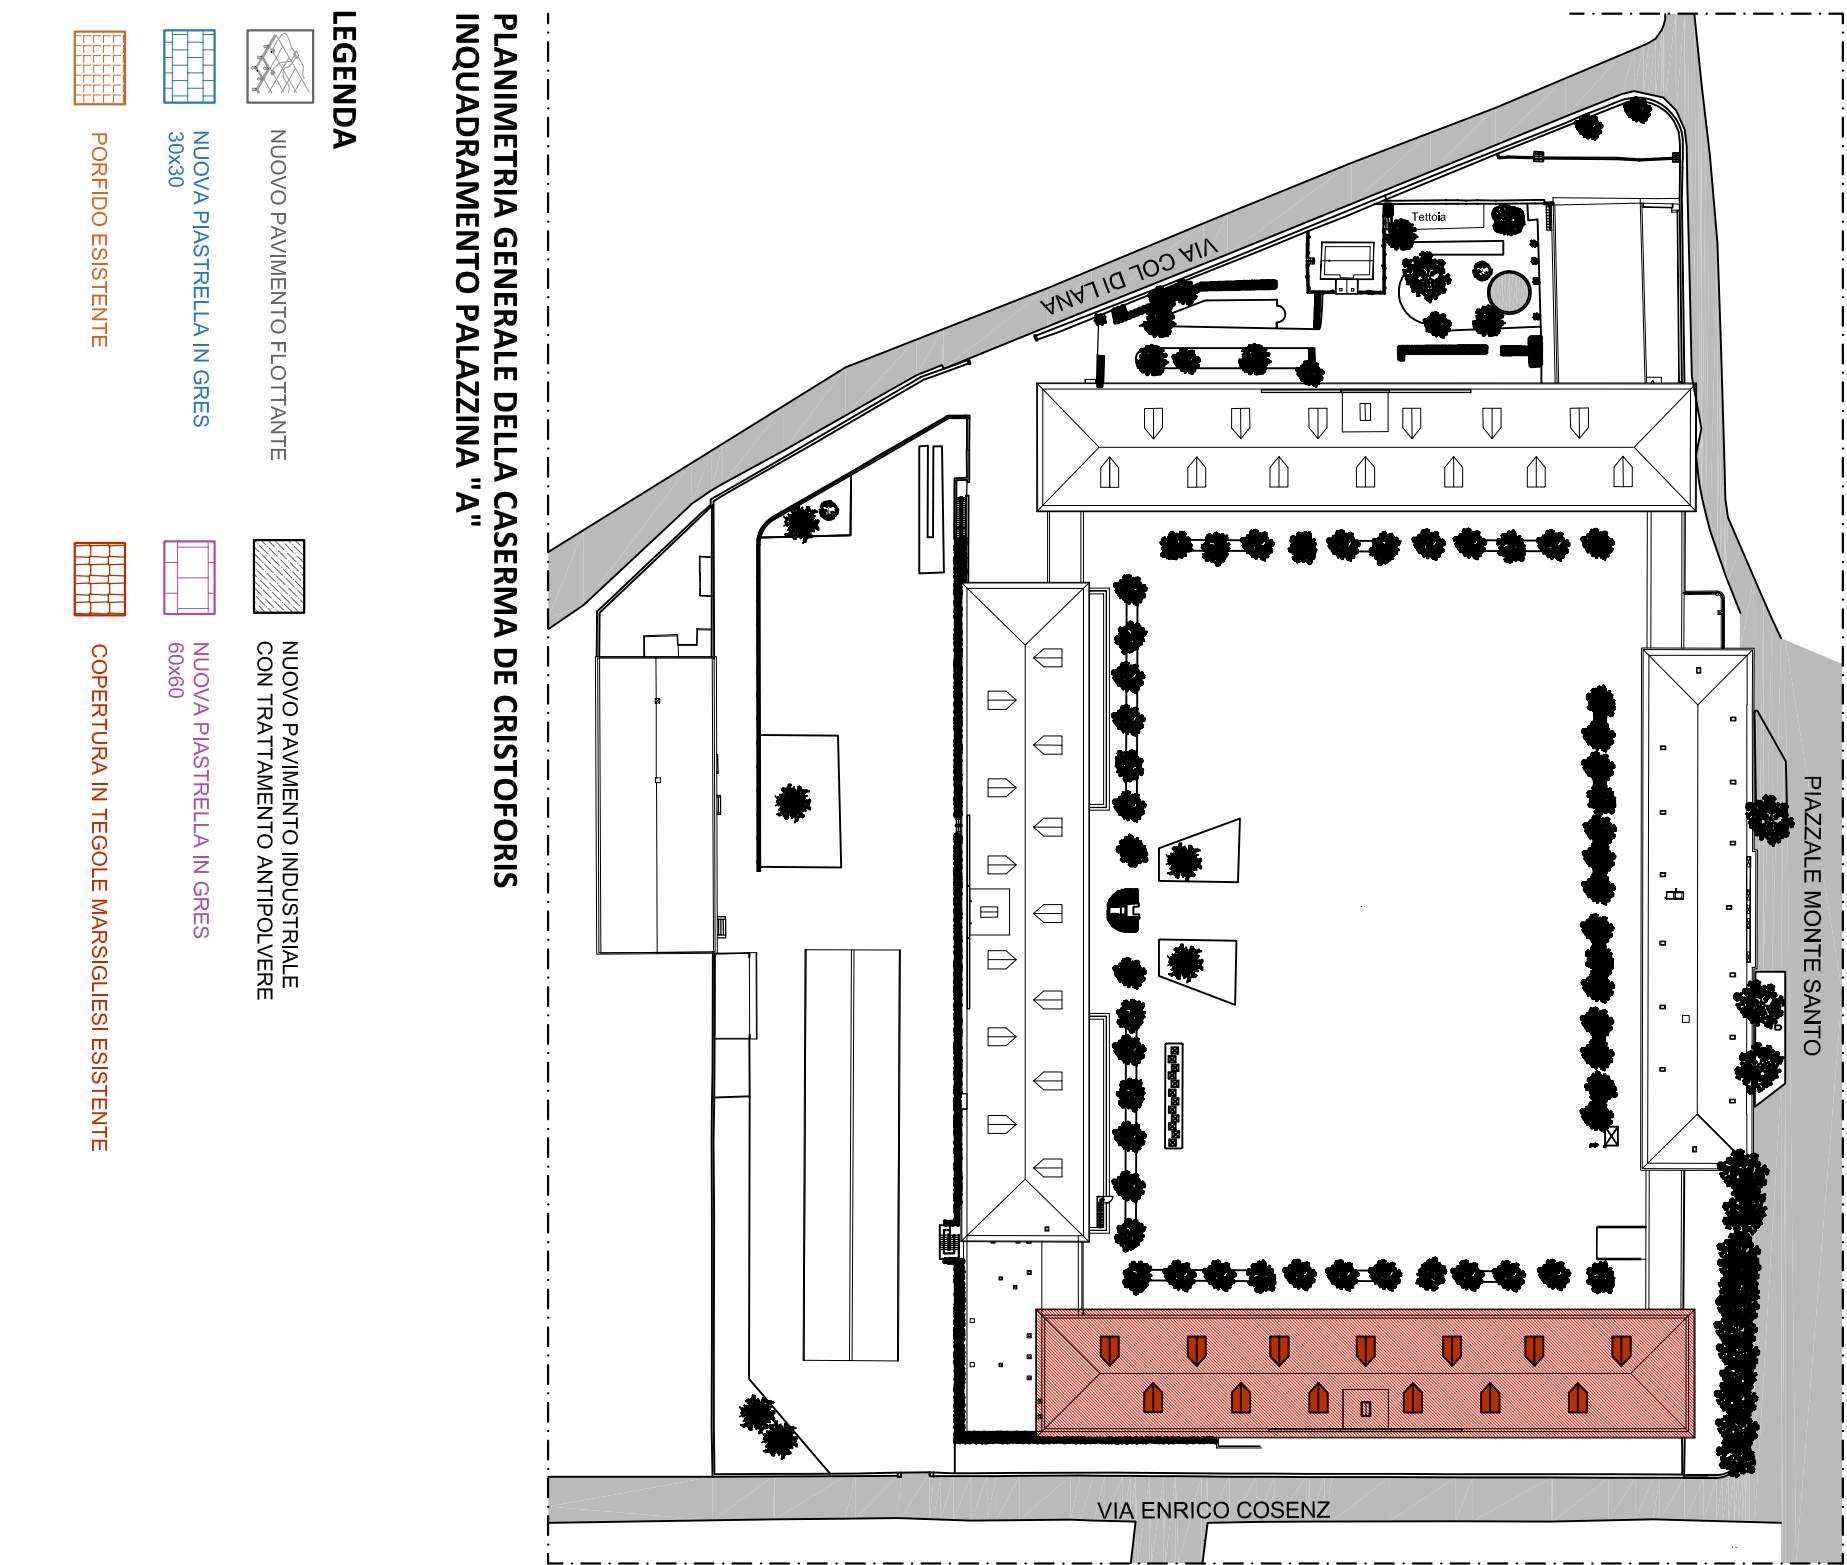 PLANIMETRIA GENERALE DELLA CASERMA DE CRISTOFORIS
INQUADRAMENTO PALAZZINA "A"
LEGENDA
NUOVO PAVIMENTO FLOTTANTE
NUOVA PIASTRELLA IN GRES
30x30
PORFIDO ESISTENTE
NUOVO PAVIMENTO INDUSTRIALE
CON TRATTAMENTO ANTIPOLVERE
NUOVA PIASTRELLA IN GRES
60x60
COPERTURA IN TEGOLE MARSIGLIESI ESISTENTE
VIA COL DI LANA
Tettoia
PIAZZALE MONTE SANTO
VIA ENRICO COSENZ